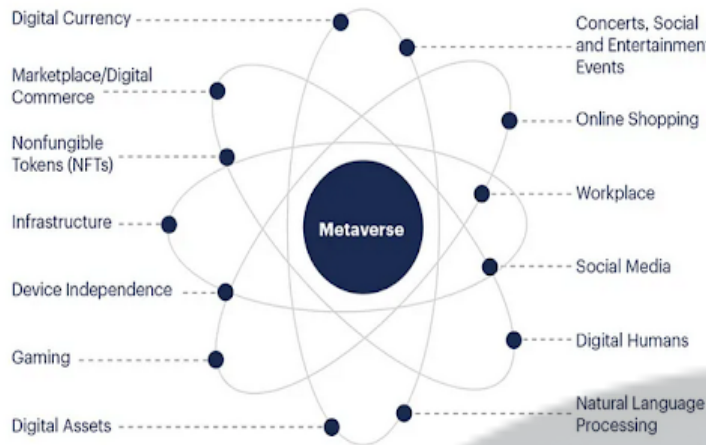 Digital Currency
Marketplace/Digital
Commerce
Nonfungible
Tokens (NFTs)
Infrastructure
Device Independence
Gaming
Digital Assets
Metaverse
Concerts, Social
and Entertainment
Events
Online Shopping
Workplace
Social Media
Digital Humans
Natural Language
Processing